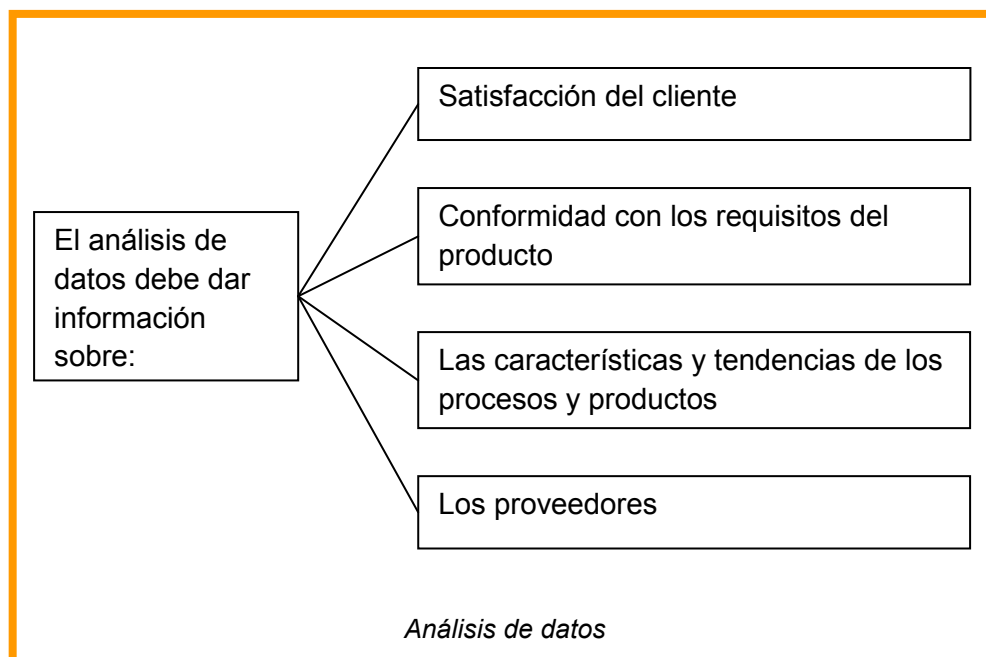 Satisfacción del cliente
Conformidad con los requisitos del
producto
El análisis de
datos debe dar
información
sobre:
Las características y tendencias de los
procesos y productos
Los proveedores
Análisis de datos